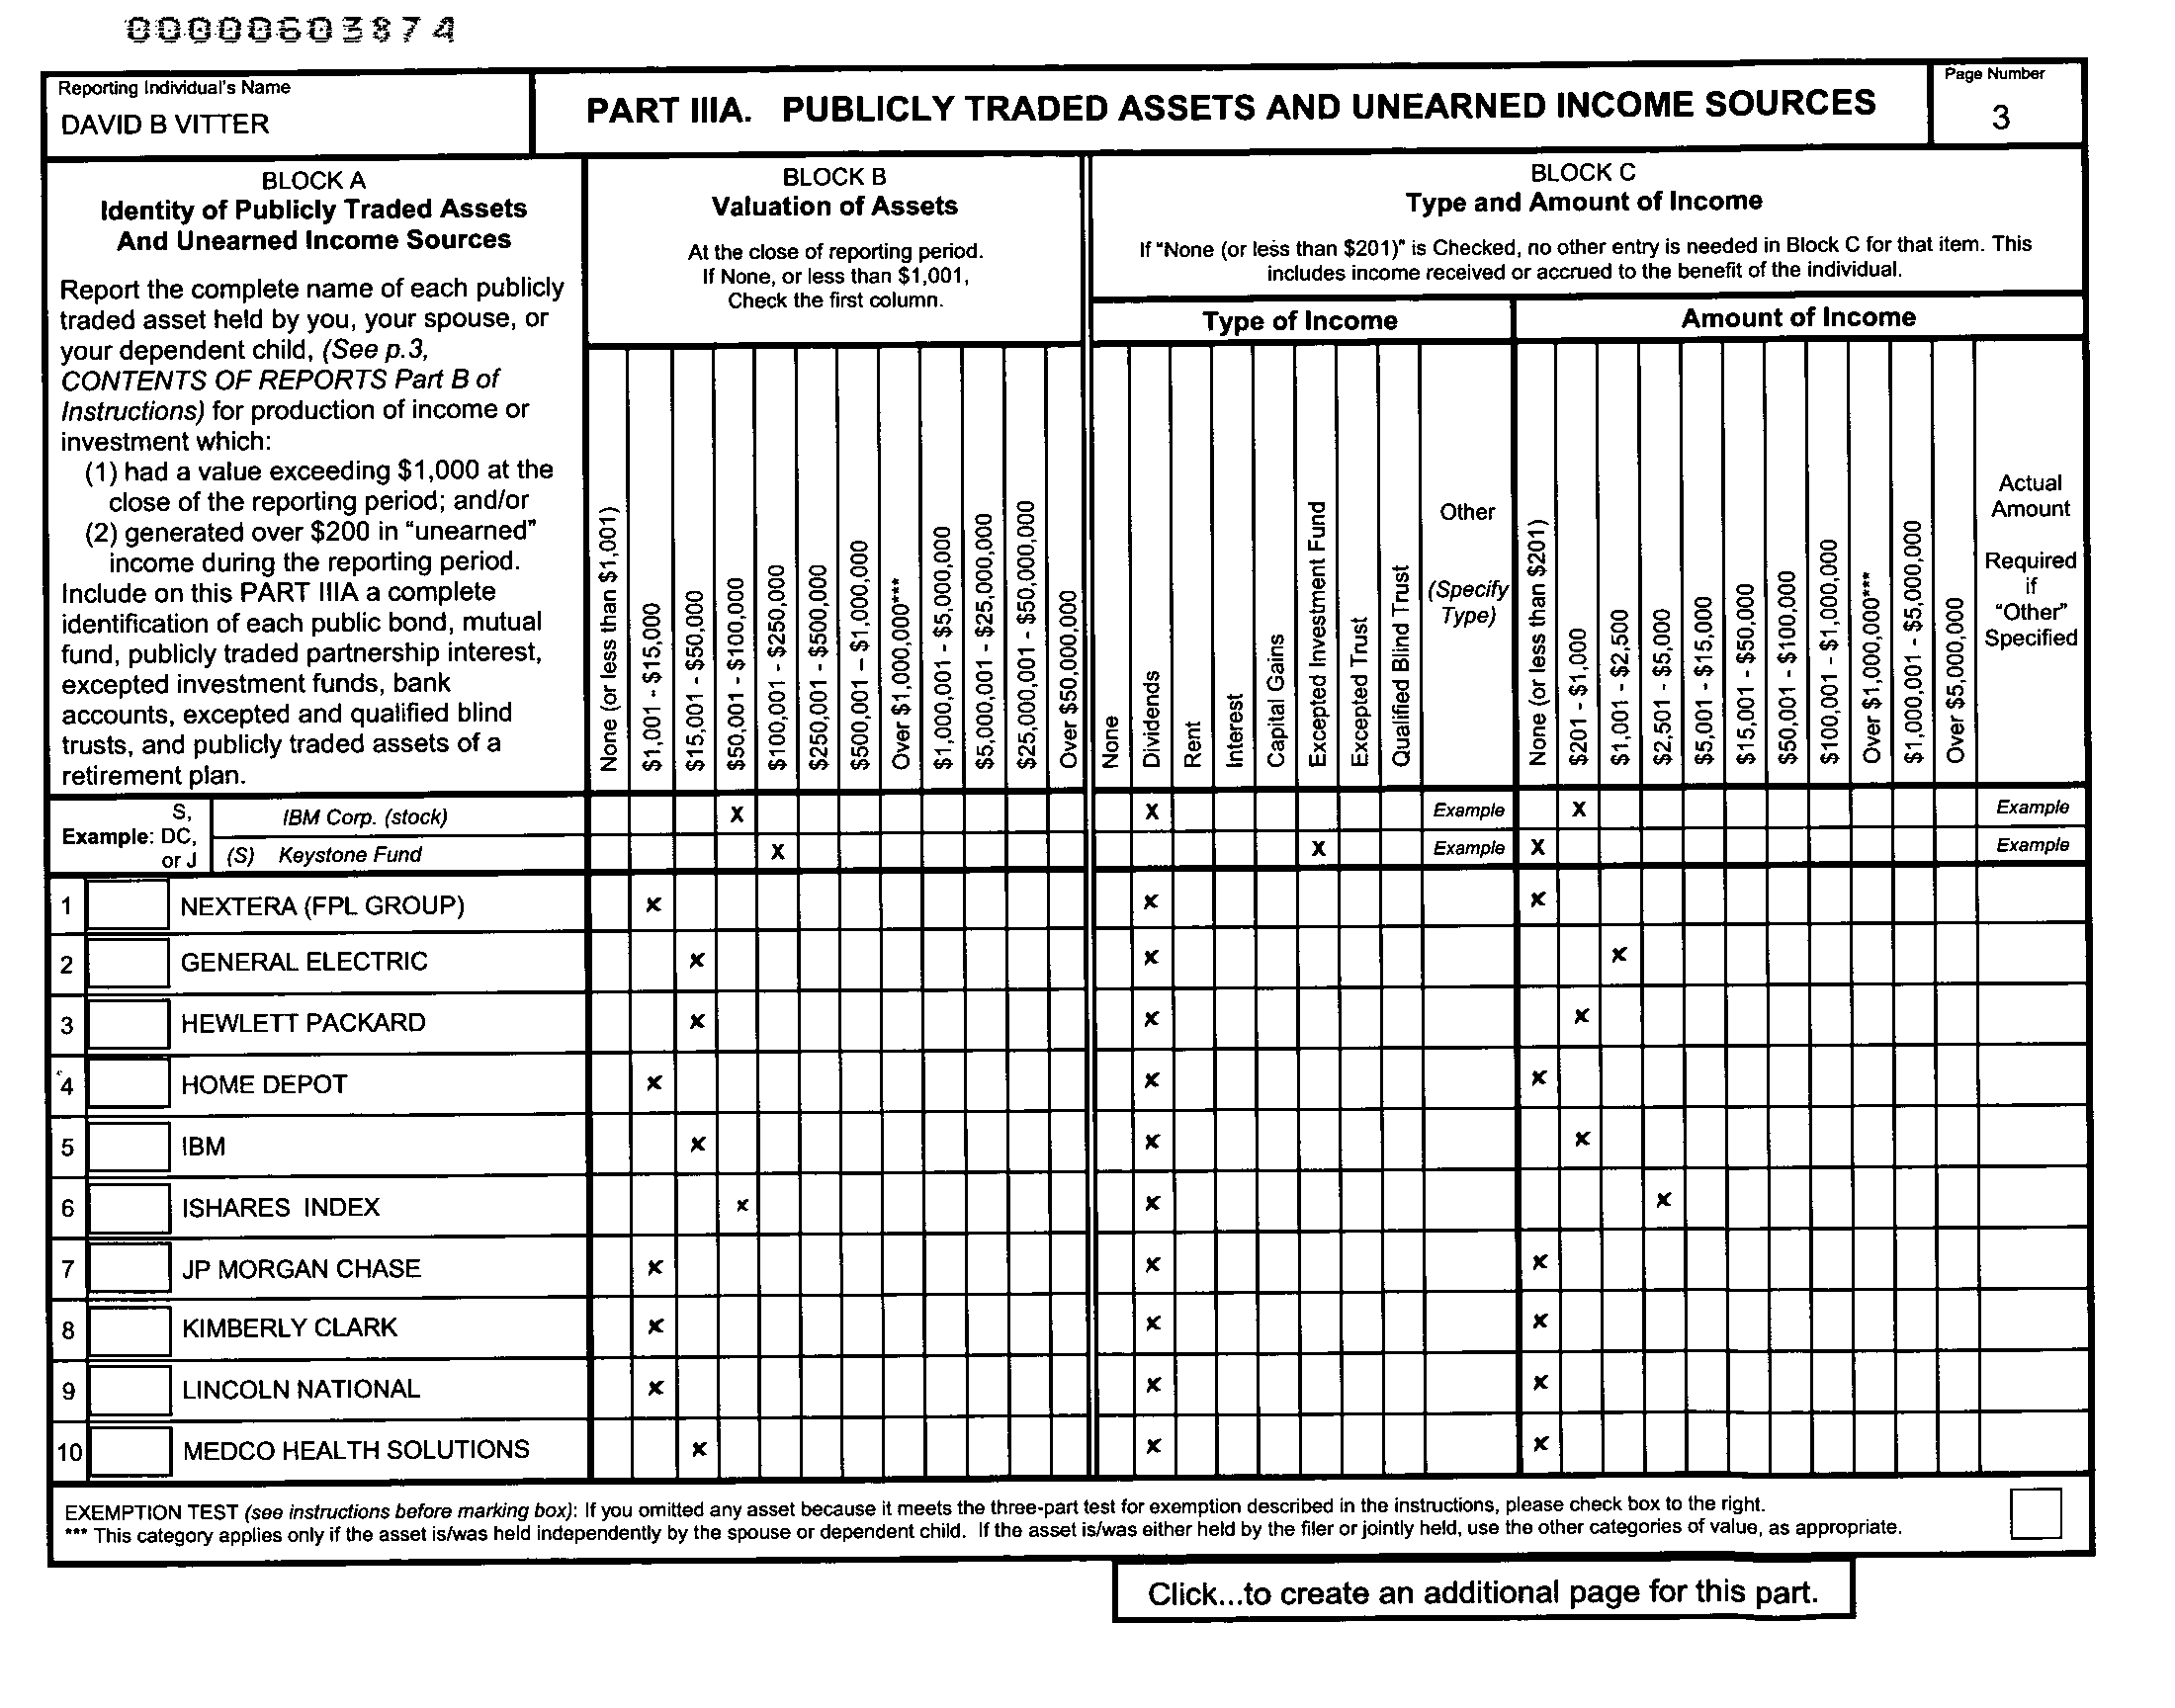 00000603874
Reporting Individual's Name
DAVID B VITTER
PART IIIA. PUBLICLY TRADED ASSETS AND UNEARNED INCOME SOURCES
Page Number
3
BLOCK A
Identity of Publicly Traded Assets
And Unearned Income Sources
Report the complete name of each publicly
traded asset held by you, your spouse, or
your dependent child, (See p.3,
CONTENTS OF REPORTS Part B of
Instructions) for production of income or
investment which:
(1) had a value exceeding $1,000 at the
close of the reporting period; and/or
(2) generated over $200 in "unearned"
income during the reporting period.
Include on this PART IIIA a complete
identification of each public bond, mutual
fund, publicly traded partnership interest,
excepted investment funds, bank
accounts, excepted and qualified blind
trusts, and publicly traded assets of a
retirement plan.
BLOCK B
Valuation of Assets
At the close of reporting period.
If None, or less than $1,001,
Check the first column.
None (or less than $1,001)
$1,001 - $15,000
$15,001 - $50,000
$50,001 - $100,000
$100,001 - $250,000
$250,001 - $500,000
$500,001 – $1,000,000
Over $1,000,000***
$1,000,001 - $5,000,000
$5,000,001 - $25,000,000
$25,000,001 - $50,000,000
Over $50,000,000
BLOCK C
Type and Amount of Income
If "None (or less than $201)" is Checked, no other entry is needed in Block C for that item. This
includes income received or accrued to the benefit of the individual.
Type of Income
None
Dividends
Rent
Interest
Capital Gains
Excepted Investment Fund
Excepted Trust
Qualified Blind Trust
Other
(Specify
Type)
Amount of Income
None (or less than $201)
$201 - $1,000
$1,001 - $2,500
$2,501 - $5,000
$5,001 - $15,000
$15,001 - $50,000
$50,001 - $100,000
$100,001 - $1,000,000
Over $1,000,000***
$1,000,001 - $5,000,000
Over $5,000,000
Actual
Amount
Required
if
"Other"
Specified
Example: S, DC, or J
IBM Corp. (stock) X X Example X Example
(S) Keystone Fund X X Example X Example
1 NEXTERA (FPL GROUP) x x x
2 GENERAL ELECTRIC x x x
3 HEWLETT PACKARD x x x
4 HOME DEPOT x x x
5 IBM x x x
6 ISHARES INDEX x x x
7 JP MORGAN CHASE x x x
8 KIMBERLY CLARK x x x
9 LINCOLN NATIONAL x x x
10 MEDCO HEALTH SOLUTIONS x x x
EXEMPTION TEST (see instructions before marking box): If you omitted any asset because it meets the three-part test for exemption described in the instructions, please check box to the right.
*** This category applies only if the asset is/was held independently by the spouse or dependent child. If the asset is/was either held by the filer or jointly held, use the other categories of value, as appropriate.
Click...to create an additional page for this part.